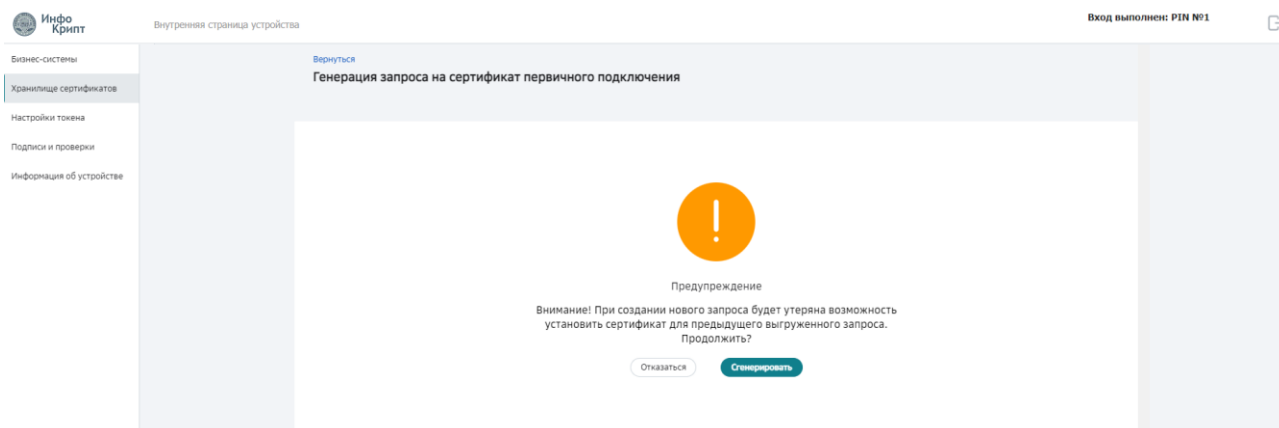 Инфо
Крипт
Внутренняя страница устройства
Вход выполнен: PIN №1
Бизнес-системы
Хранилище сертификатов
Настройки токена
Подписи и проверки
Информация об устройстве
Вернуться
Генерация запроса на сертификат первичного подключения
Предупреждение
Внимание! При создании нового запроса будет утеряна возможность
установить сертификат для предыдущего выгруженного запроса.
Продолжить?
Отказаться
Сгенерировать